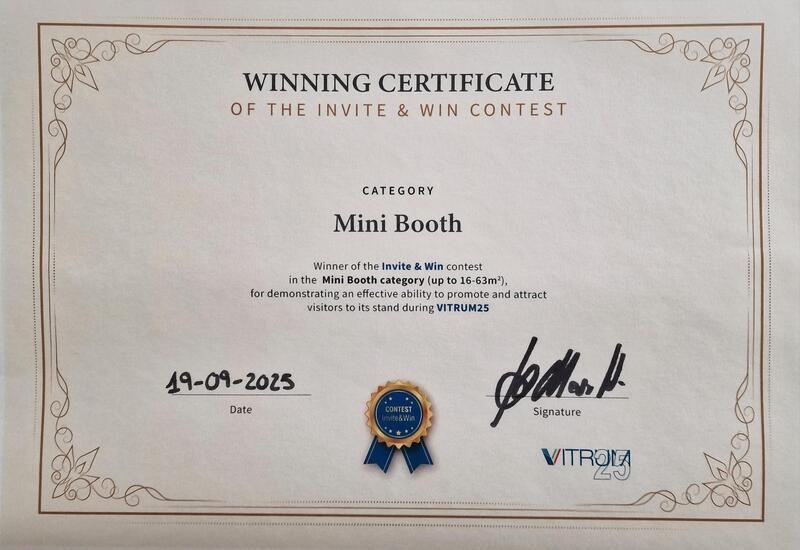 WINNING CERTIFICATE
OF THE INVITE & WIN CONTEST
CATEGORY
Mini Booth
Winner of the Invite & Win contest
in the Mini Booth category (up to 16-63m²),
for demonstrating an effective ability to promote and attract
visitors to its stand during VITRUM25
19-09-2025
Date
CONTEST
Invite&Win
Signature
VITRUM
25